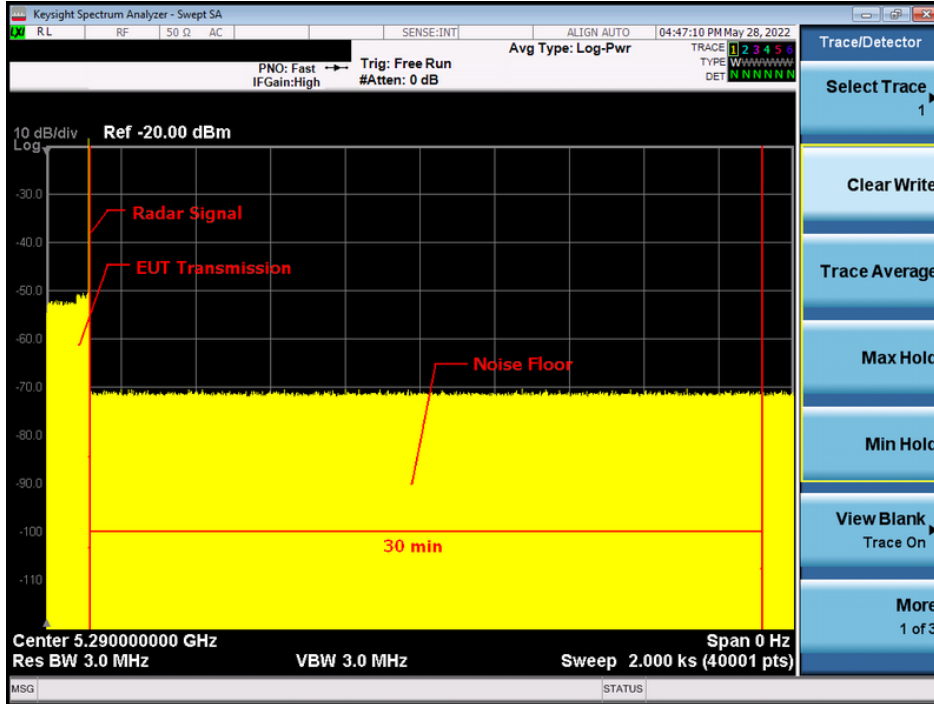 Keysight Spectrum Analyzer - Swept SA
LXI RL RF 50 Ω AC SENSE:INT ALIGN AUTO 04:47:10 PM May 28, 2022
Avg Type: Log-Pwr
TRACE 1 2 3 4 5 6
PNO: Fast Trig: Free Run
TYPE WWWWWW
IFGain:High #Atten: 0 dB
DET N N N N N N
10 dB/div Ref -20.00 dBm
Log
-30.0
Radar Signal
-40.0
EUT Transmission
-50.0
-60.0
Noise Floor
-70.0
-80.0
-90.0
-100
30 min
-110
Center 5.290000000 GHz Span 0 Hz
Res BW 3.0 MHz VBW 3.0 MHz Sweep 2.000 ks (40001 pts)
MSG STATUS
Trace/Detector
Select Trace
1
Clear Write
Trace Average
Max Hold
Min Hold
View Blank
Trace On
More
1 of 3